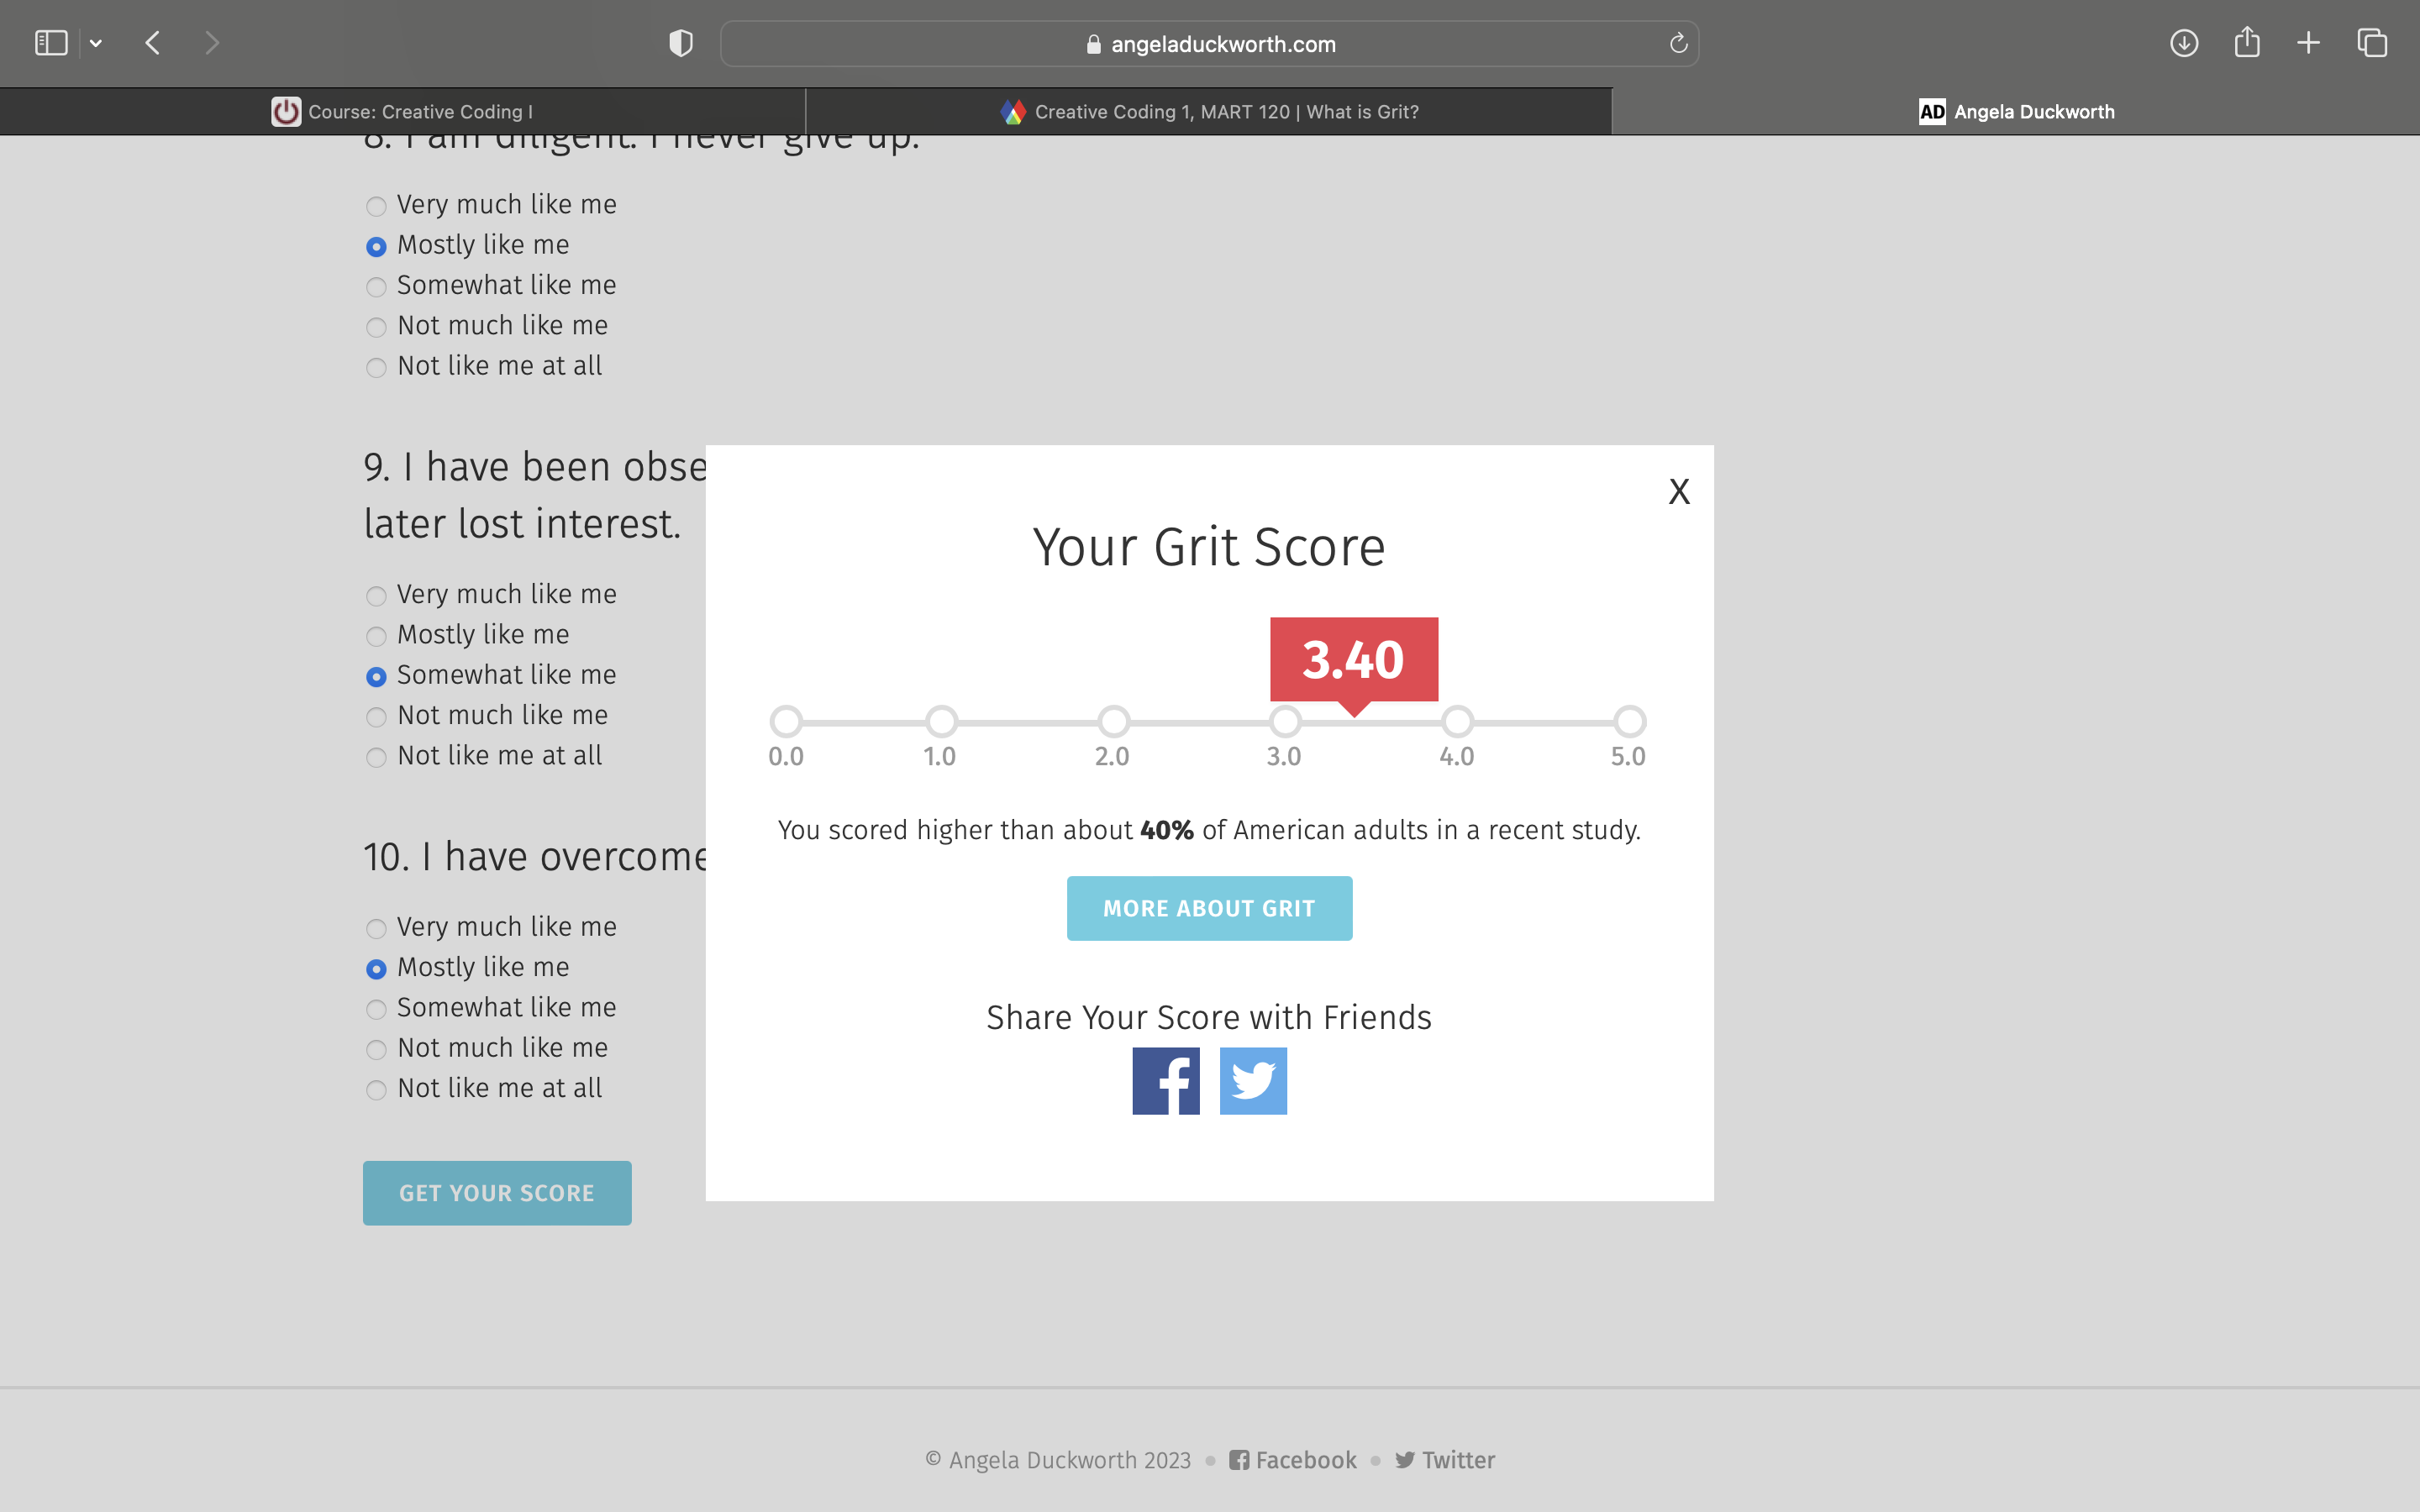 angeladuckworth.com
Course: Creative Coding I
Creative Coding 1, MART 120 | What is Grit?
AD Angela Duckworth
8. I am diligent. I never give up.
Very much like me
Mostly like me
Somewhat like me
Not much like me
Not like me at all
9. I have been obse
later lost interest.
Very much like me
Mostly like me
Somewhat like me
Not much like me
Not like me at all
10. I have overcome
Very much like me
Mostly like me
Somewhat like me
Not much like me
Not like me at all
GET YOUR SCORE
X
Your Grit Score
3.40
0.0 1.0 2.0 3.0 4.0 5.0
You scored higher than about 40% of American adults in a recent study.
MORE ABOUT GRIT
Share Your Score with Friends
© Angela Duckworth 2023 • Facebook • Twitter